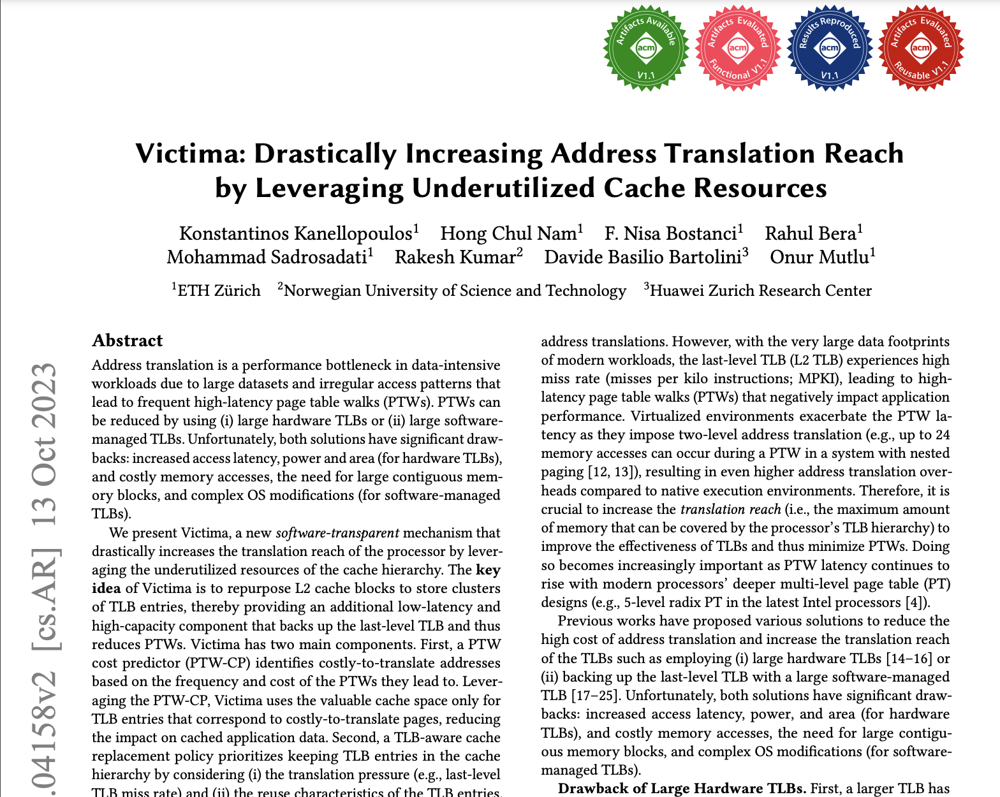 Artifacts Available
acm
V1.1
Artifacts Evaluated
acm
Functional V1.1
Results Reproduced
acm
V1.1
Artifacts Evaluated
acm
Reusable V1.1
Victima: Drastically Increasing Address Translation Reach
by Leveraging Underutilized Cache Resources
Konstantinos Kanellopoulos¹ Hong Chul Nam¹ F. Nisa Bostanci¹ Rahul Bera¹
Mohammad Sadrosadati¹ Rakesh Kumar² Davide Basilio Bartolini³ Onur Mutlu¹
¹ETH Zürich ²Norwegian University of Science and Technology ³Huawei Zurich Research Center
.04158v2 [cs.AR] 13 Oct 2023
Abstract
Address translation is a performance bottleneck in data-intensive
workloads due to large datasets and irregular access patterns that
lead to frequent high-latency page table walks (PTWs). PTWs can
be reduced by using (i) large hardware TLBs or (ii) large software-
managed TLBs. Unfortunately, both solutions have significant draw-
backs: increased access latency, power and area (for hardware TLBs),
and costly memory accesses, the need for large contiguous mem-
ory blocks, and complex OS modifications (for software-managed
TLBs).
We present Victima, a new software-transparent mechanism that
drastically increases the translation reach of the processor by lever-
aging the underutilized resources of the cache hierarchy. The key
idea of Victima is to repurpose L2 cache blocks to store clusters
of TLB entries, thereby providing an additional low-latency and
high-capacity component that backs up the last-level TLB and thus
reduces PTWs. Victima has two main components. First, a PTW
cost predictor (PTW-CP) identifies costly-to-translate addresses
based on the frequency and cost of the PTWs they lead to. Lever-
aging the PTW-CP, Victima uses the valuable cache space only for
TLB entries that correspond to costly-to-translate pages, reducing
the impact on cached application data. Second, a TLB-aware cache
replacement policy prioritizes keeping TLB entries in the cache
hierarchy by considering (i) the translation pressure (e.g., last-level
TLB miss rate) and (ii) the reuse characteristics of the TLB entries.
address translations. However, with the very large data footprints
of modern workloads, the last-level TLB (L2 TLB) experiences high
miss rate (misses per kilo instructions; MPKI), leading to high-
latency page table walks (PTWs) that negatively impact application
performance. Virtualized environments exacerbate the PTW la-
tency as they impose two-level address translation (e.g., up to 24
memory accesses can occur during a PTW in a system with nested
paging [12, 13]), resulting in even higher address translation over-
heads compared to native execution environments. Therefore, it is
crucial to increase the translation reach (i.e., the maximum amount
of memory that can be covered by the processor's TLB hierarchy) to
improve the effectiveness of TLBs and thus minimize PTWs. Doing
so becomes increasingly important as PTW latency continues to
rise with modern processors' deeper multi-level page table (PT)
designs (e.g., 5-level radix PT in the latest Intel processors [4]).
Previous works have proposed various solutions to reduce the
high cost of address translation and increase the translation reach
of the TLBs such as employing (i) large hardware TLBs [14–16] or
(ii) backing up the last-level TLB with a large software-managed
TLB [17–25]. Unfortunately, both solutions have significant draw-
backs: increased access latency, power, and area (for hardware
TLBs), and costly memory accesses, the need for large contigu-
ous memory blocks, and complex OS modifications (for software-
managed TLBs).
Drawback of Large Hardware TLBs. First, a larger TLB has